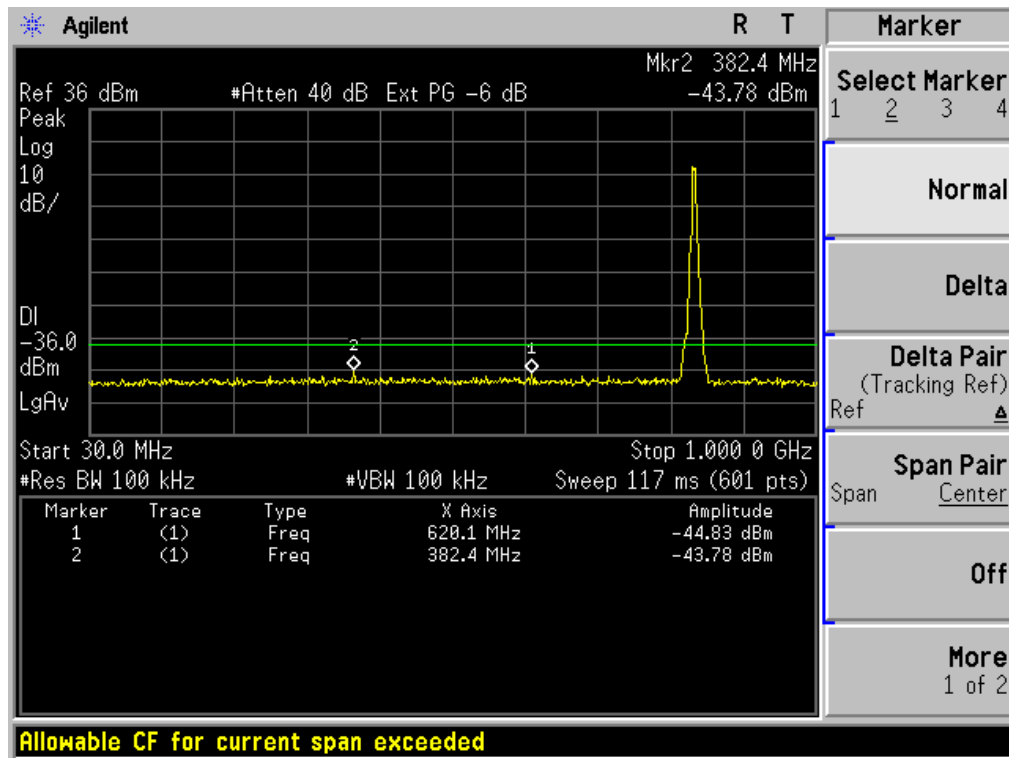 Agilent R T
Mkr2 382.4 MHz
Ref 36 dBm #Atten 40 dB Ext PG -6 dB -43.78 dBm
Peak
Log
10
dB/
DI
-36.0
dBm
LgAv
2
1
Start 30.0 MHz Stop 1.000 0 GHz
#Res BW 100 kHz #VBW 100 kHz Sweep 117 ms (601 pts)
Marker Trace Type X Axis Amplitude
1 (1) Freq 620.1 MHz -44.83 dBm
2 (1) Freq 382.4 MHz -43.78 dBm
Allowable CF for current span exceeded
Marker
Select Marker
1 2 3 4
Normal
Delta
Delta Pair
(Tracking Ref)
Ref Δ
Span Pair
Span Center
Off
More
1 of 2